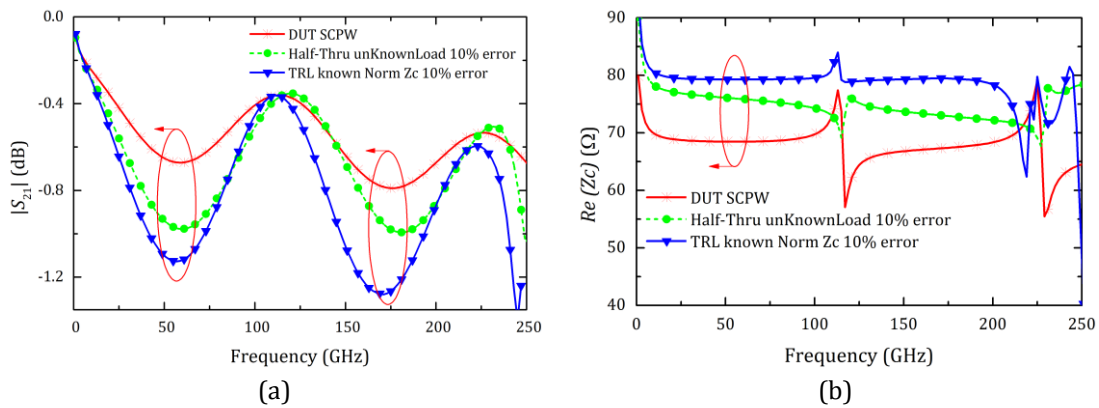 0.0
-0.4
-0.8
-1.2
|S21| (dB)
DUT SCPW
Half-Thru unKnownLoad 10% error
TRL known Norm Zc 10% error
0 50 100 150 200 250
Frequency (GHz)
(a)
90
80
70
60
50
40
Re (Zc) (Ω)
DUT SCPW
Half-Thru unKnownLoad 10% error
TRL known Norm Zc 10% error
0 50 100 150 200 250
Frequency (GHz)
(b)